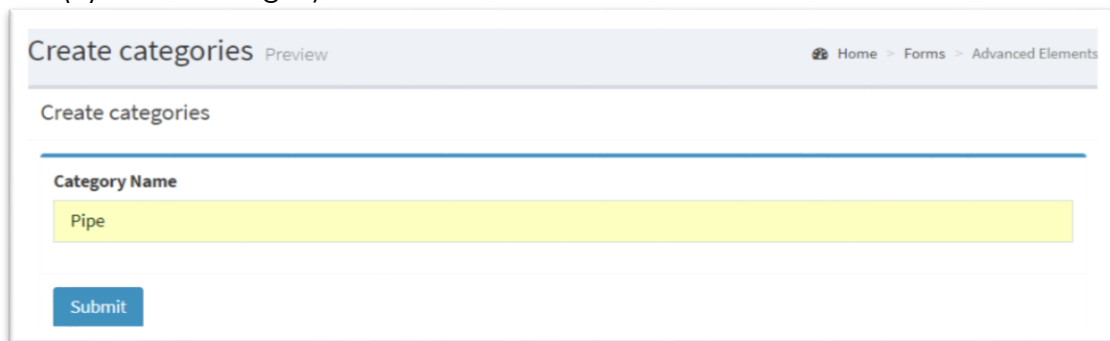 Create categories Preview
Home > Forms > Advanced Elements
Create categories
Category Name
Pipe
Submit